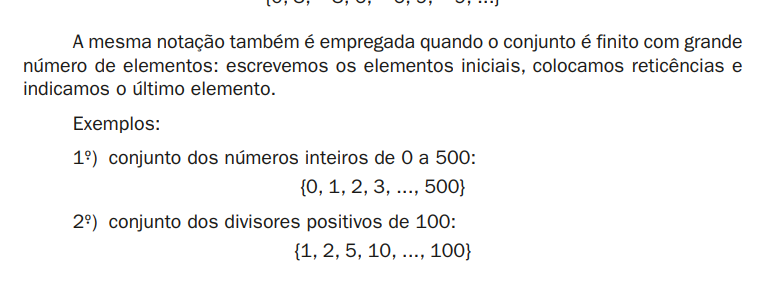 A mesma notação também é empregada quando o conjunto é finito com grande
número de elementos: escrevemos os elementos iniciais, colocamos reticências e
indicamos o último elemento.
Exemplos:
1º) conjunto dos números inteiros de 0 a 500:
{0, 1, 2, 3, ..., 500}
2º) conjunto dos divisores positivos de 100:
{1, 2, 5, 10, ..., 100}